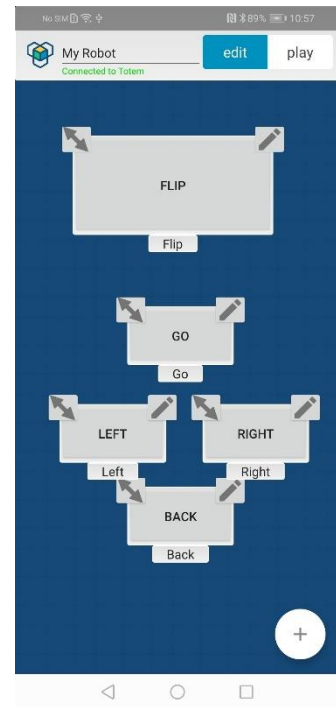 No SIM 89% 10:57
My Robot edit play
Connected to Totem
FLIP
Flip
GO
Go
LEFT RIGHT
Left Right
BACK
Back
+